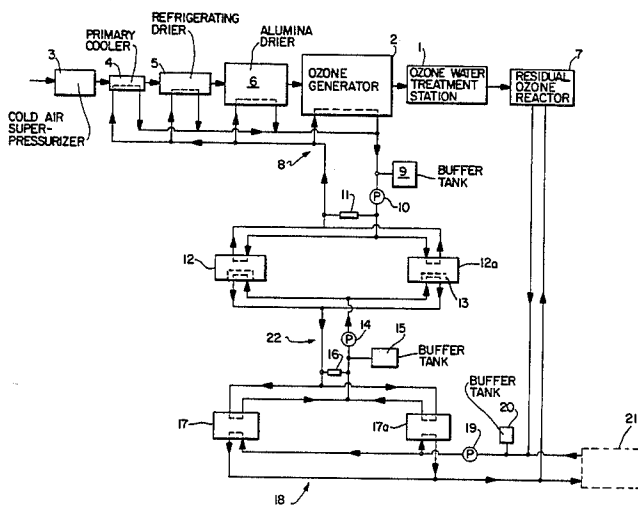 REFRIGERATING
DRIER
PRIMARY
COOLER
ALUMINA
DRIER
3
4
5
6
2
OZONE
GENERATOR
1
OZONE WATER
TREATMENT
STATION
7
RESIDUAL
OZONE
REACTOR
COLD AIR
SUPER-
PRESSURIZER
8
9
BUFFER
TANK
P
10
11
12
12a
13
14
P
15
22
16
BUFFER
TANK
17
17a
BUFFER
TANK
20
19
P
21
18